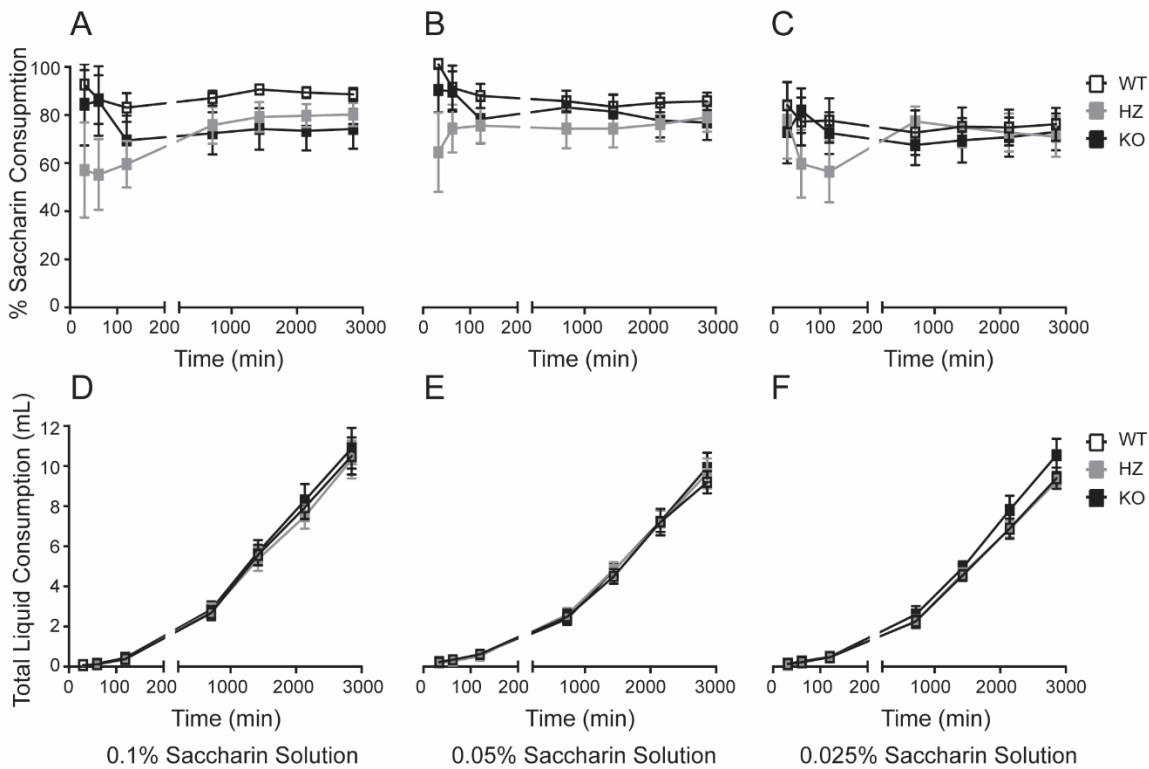 A
B
C
% Saccharin Consupmtion
100
80
60
40
20
0
0 100 200 1000 2000 3000
0 100 200 1000 2000 3000
0 100 200 1000 2000 3000
Time (min)
Time (min)
Time (min)
WT
HZ
KO
D
E
F
Total Liquid Consumption (mL)
12
10
8
6
4
2
0
0 100 200 1000 2000 3000
0 100 200 1000 2000 3000
0 100 200 1000 2000 3000
Time (min)
Time (min)
Time (min)
WT
HZ
KO
0.1% Saccharin Solution
0.05% Saccharin Solution
0.025% Saccharin Solution